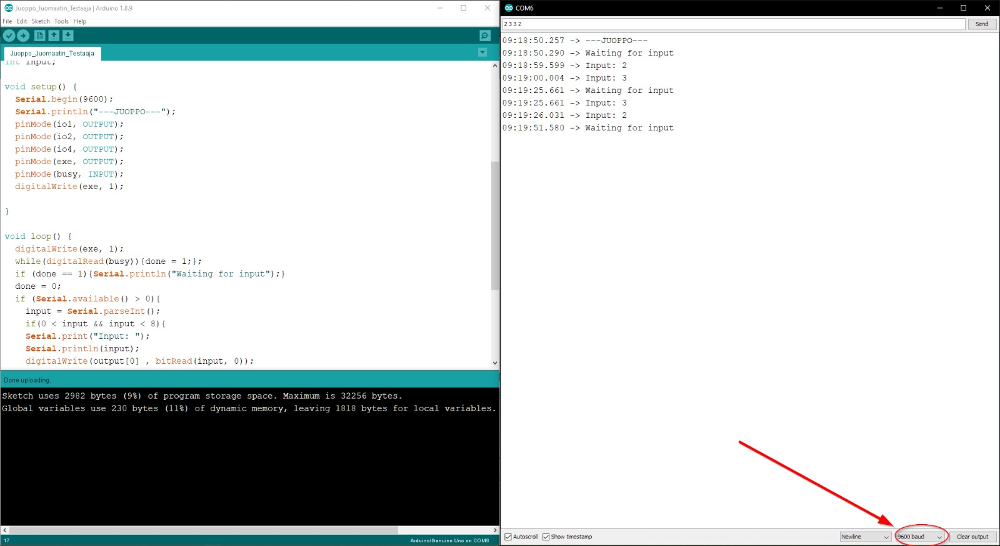 Juoppo_Juomaatin_Testaaja | Arduino 1.8.9
File Edit Sketch Tools Help
Juoppo_Juomaatin_Testaaja
int input;
void setup() {
Serial.begin(9600);
Serial.println("---JUOPPO---");
pinMode(io1, OUTPUT);
pinMode(io2, OUTPUT);
pinMode(io4, OUTPUT);
pinMode(exe, OUTPUT);
pinMode(busy, INPUT);
digitalWrite(exe, 1);
}
void loop() {
digitalWrite(exe, 1);
while(digitalRead(busy)){done = 1;};
if (done == 1){Serial.println("Waiting for input");}
done = 0;
if (Serial.available() > 0){
input = Serial.parseInt();
if(0 < input && input < 8){
Serial.print("Input: ");
Serial.println(input);
digitalWrite(output[0] , bitRead(input, 0));
Done uploading.
Sketch uses 2982 bytes (9%) of program storage space. Maximum is 32256 bytes.
Global variables use 230 bytes (11%) of dynamic memory, leaving 1818 bytes for local variables.
17
Arduino/Genuino Uno on COM6
COM6
2 3 3 2
Send
09:18:50.257 -> ---JUOPPO---
09:18:50.290 -> Waiting for input
09:18:59.599 -> Input: 2
09:19:00.004 -> Input: 3
09:19:25.661 -> Waiting for input
09:19:25.661 -> Input: 3
09:19:26.031 -> Input: 2
09:19:51.580 -> Waiting for input
Autoscroll Show timestamp
Newline
9600 baud
Clear output